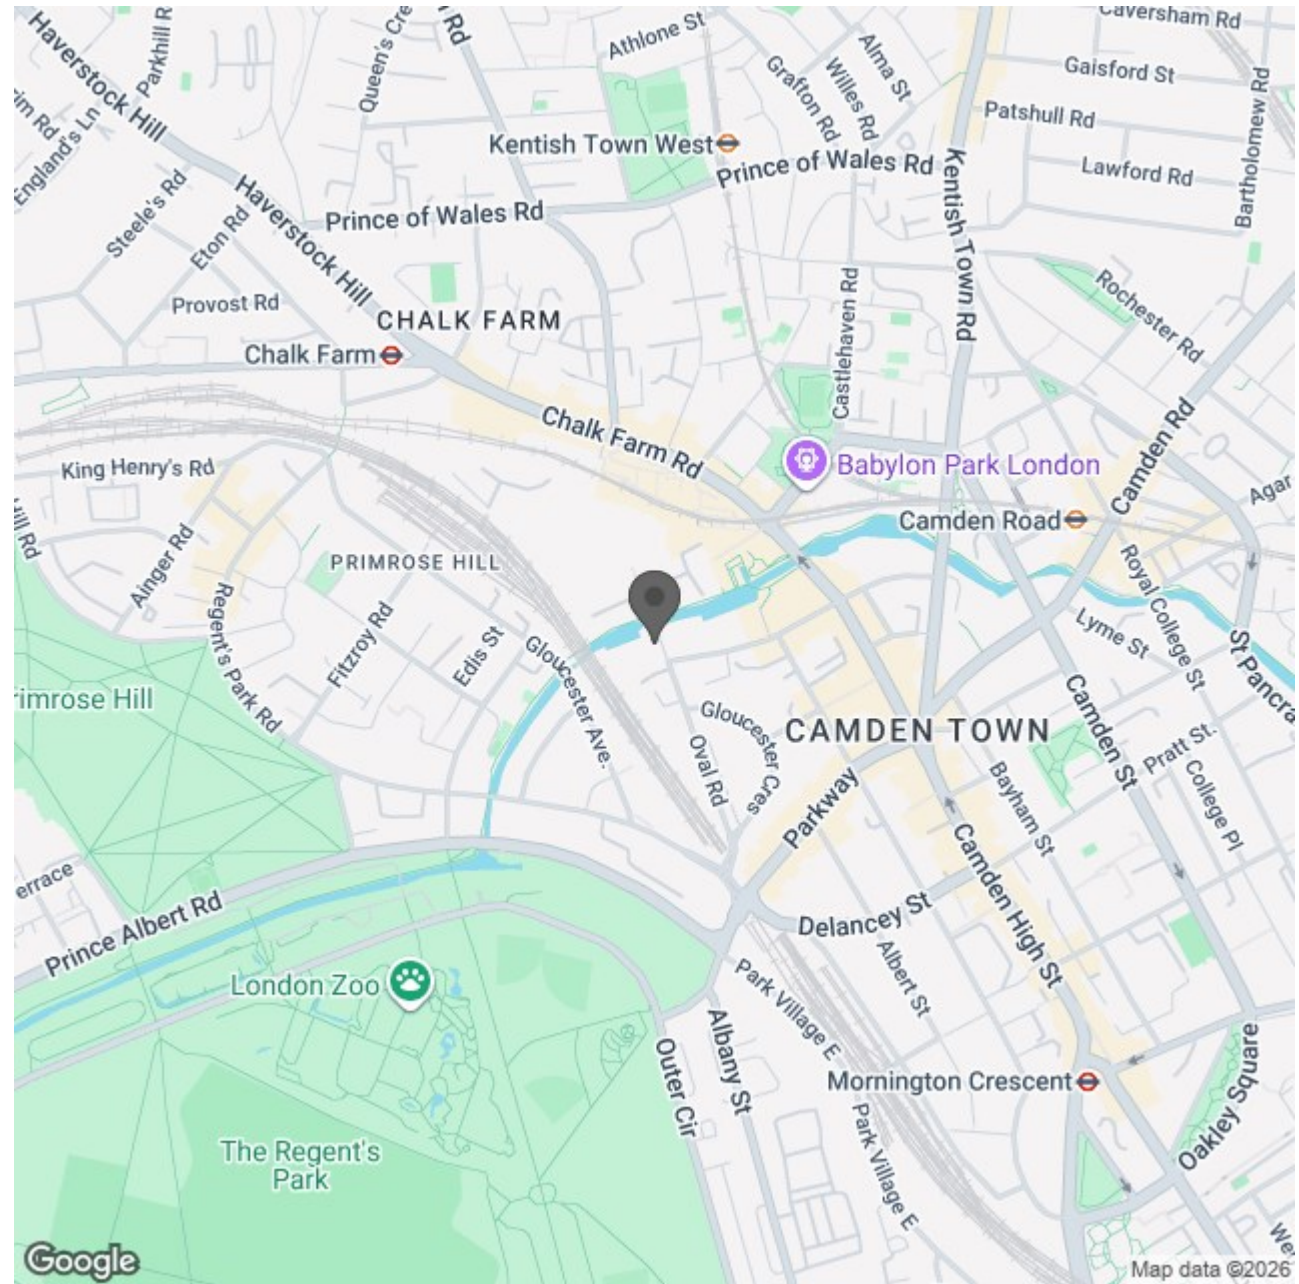 Haverstock Hill
Parkhill R
Queen's Cre
Rd
Athlone St
Grafton Rd
Willes Rd
Alma St
Caversham Rd
Gaisford St
Patshull Rd
Lawford Rd
Bartholomew Rd
England's Ln
Steele's Rd
Eton Rd
Haverstock Hill
Kentish Town West
Prince of Wales Rd
Prince of Wales Rd
Kentish Town Rd
Provost Rd
CHALK FARM
Chalk Farm
Castlehaven Rd
Rochester Rd
Chalk Farm Rd
Babylon Park London
Camden Rd
Agar
King Henry's Rd
Hill Rd
Ainger Rd
PRIMROSE HILL
Camden Road
Royal College St
Lyme St
St Pancra
Regent's Park Rd
Fitzroy Rd
Edis St
Gloucester Ave.
Gloucester Cres
Oval Rd
CAMDEN TOWN
Camden St
Pratt St.
College Pl
rimrose Hill
Parkway
Bayham St
Camden High St
Delancey St
Albert St
errace
Prince Albert Rd
London Zoo
Park Village E
Albany St
Outer Cir
Mornington Crescent
Oakley Square
Park Village E
The Regent's
Park
Google
Map data ©2026